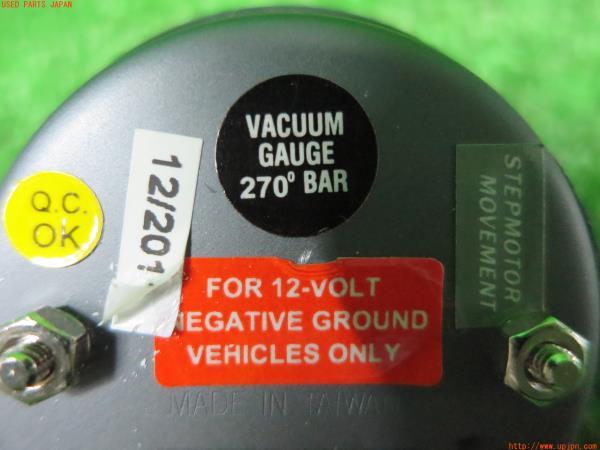 USED PARTS JAPAN
VACUUM
GAUGE
270° BAR
Q.C.
OK
12/201
STEPMOTOR
MOVEMENT
FOR 12-VOLT
NEGATIVE GROUND
VEHICLES ONLY
MADE IN TAIWAN
http://www.upjpn.com